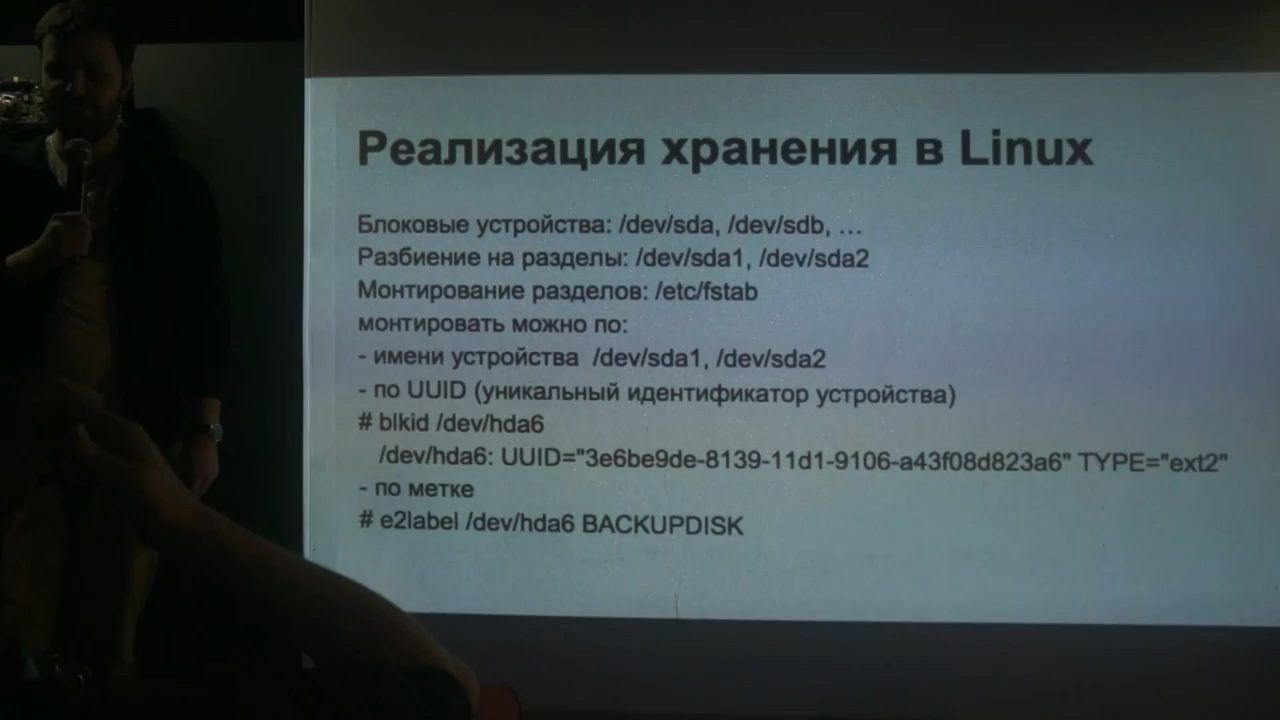 Реализация хранения в Linux
Блоковые устройства: /dev/sda, /dev/sdb, …
Разбиение на разделы: /dev/sda1, /dev/sda2
Монтирование разделов: /etc/fstab
монтировать можно по:
- имени устройства  /dev/sda1, /dev/sda2
- по UUID (уникальный идентификатор устройства)
# blkid /dev/hda6
/dev/hda6: UUID="3e6be9de-8139-11d1-9106-a43f08d823a6" TYPE="ext2"
- по метке
# e2label /dev/hda6 BACKUPDISK